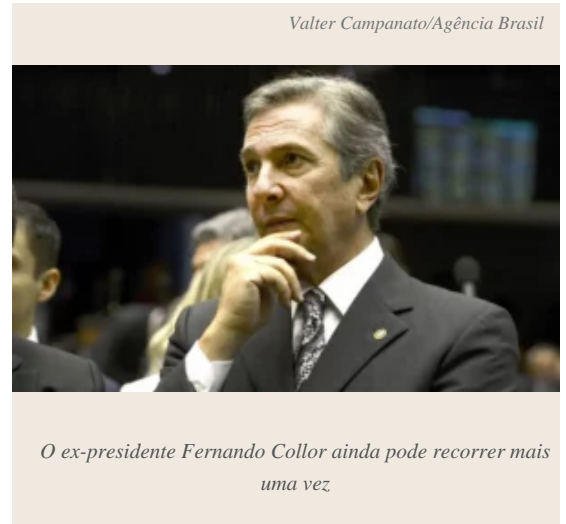 Valter Campanato/Agência Brasil
O ex-presidente Fernando Collor ainda pode recorrer mais
uma vez